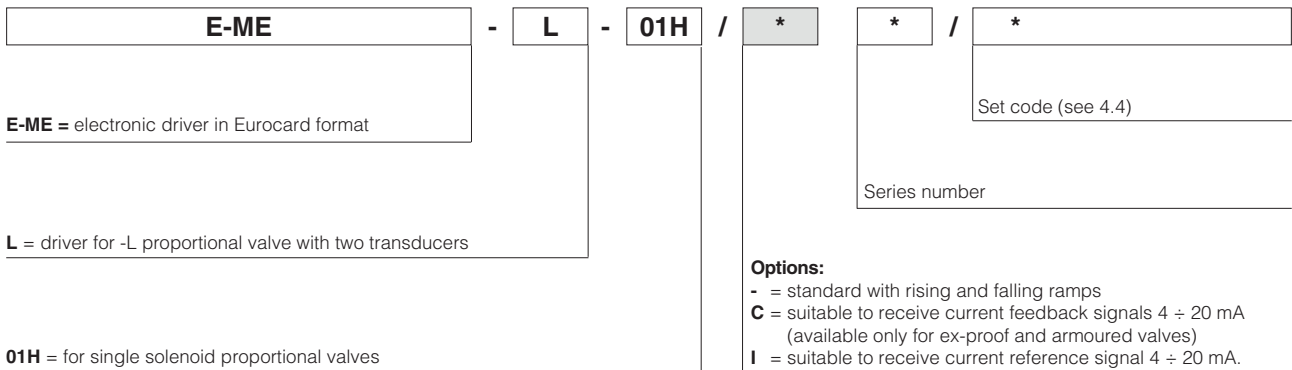 E-ME - L - 01H / * * / *
Set code (see 4.4)
E-ME = electronic driver in Eurocard format
Series number
L = driver for -L proportional valve with two transducers
Options:
- = standard with rising and falling ramps
C = suitable to receive current feedback signals 4 ÷ 20 mA
(available only for ex-proof and armoured valves)
01H = for single solenoid proportional valves
I = suitable to receive current reference signal 4 ÷ 20 mA.